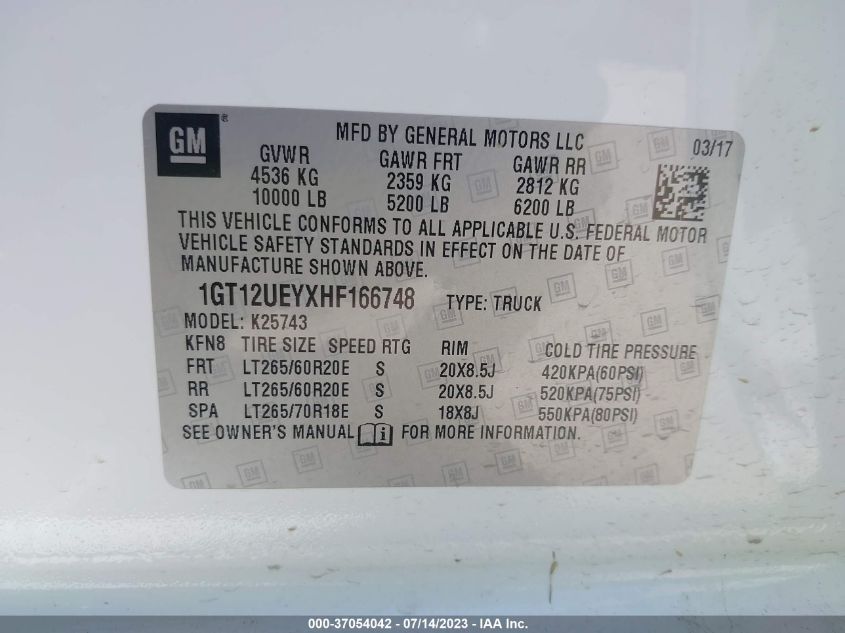 GM ®
MFD BY GENERAL MOTORS LLC 03/17
GVWR GAWR FRT GAWR RR
4536 KG 2359 KG 2812 KG
10000 LB 5200 LB 6200 LB
THIS VEHICLE CONFORMS TO ALL APPLICABLE U.S. FEDERAL MOTOR
VEHICLE SAFETY STANDARDS IN EFFECT ON THE DATE OF
MANUFACTURE SHOWN ABOVE.
1GT12UEYXHF166748 TYPE: TRUCK
MODEL: K25743
KFN8 TIRE SIZE SPEED RTG RIM COLD TIRE PRESSURE
FRT LT265/60R20E S 20X8.5J 420KPA(60PSI)
RR LT265/60R20E S 20X8.5J 520KPA(75PSI)
SPA LT265/70R18E S 18X8J 550KPA(80PSI)
SEE OWNER'S MANUAL i FOR MORE INFORMATION.
000-37054042 - 07/14/2023 - IAA Inc.